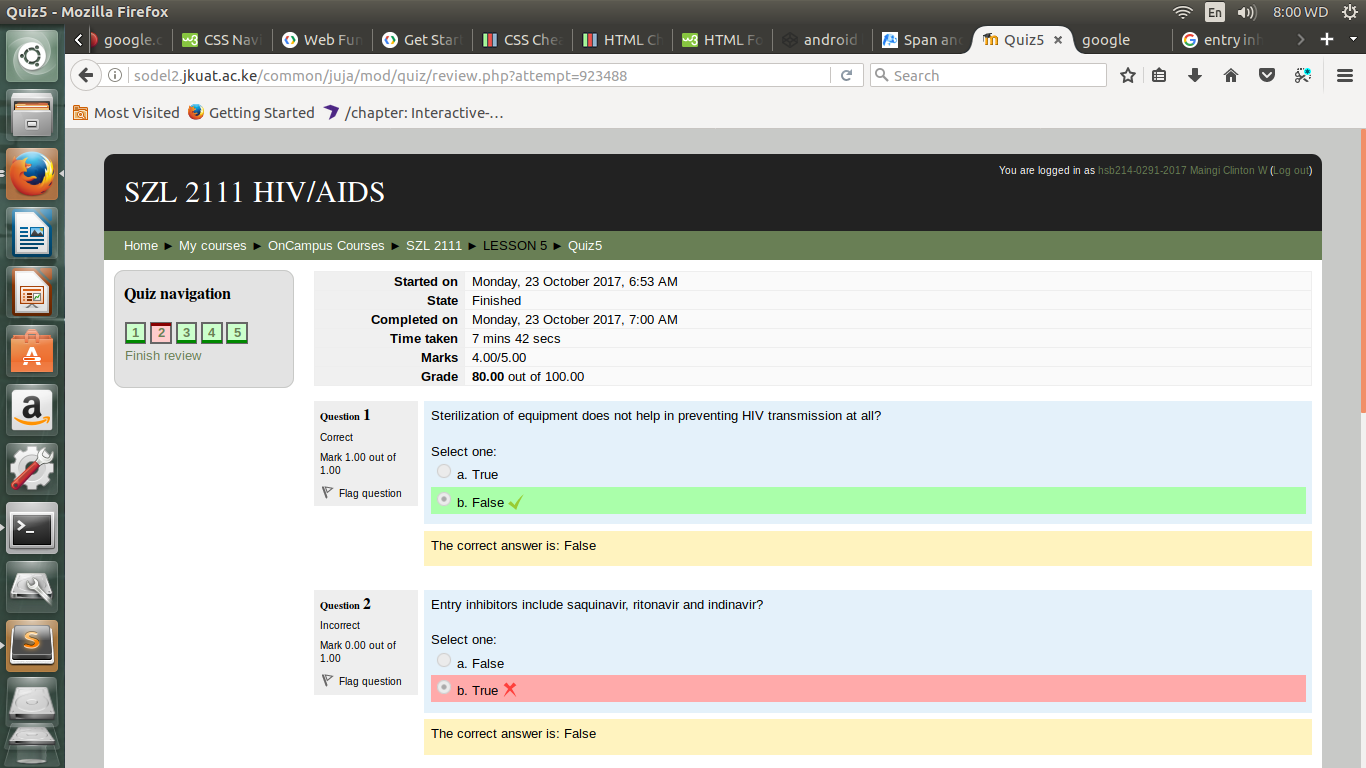 Quiz5 - Mozilla Firefox
En
8:00 WD
google.c
CSS Navi
Web Fun
Get Start
CSS Chea
HTML Ch
HTML Fo
android
Span and
Quiz5
google
entry inh
sodel2.jkuat.ac.ke/common/juja/mod/quiz/review.php?attempt=923488
Search
Most Visited
Getting Started
/chapter: Interactive-…
You are logged in as hsb214-0291-2017 Maingi Clinton W (Log out)
SZL 2111 HIV/AIDS
Home ► My courses ► OnCampus Courses ► SZL 2111 ► LESSON 5 ► Quiz5
Quiz navigation
1 2 3 4 5
Finish review
Started on Monday, 23 October 2017, 6:53 AM
State Finished
Completed on Monday, 23 October 2017, 7:00 AM
Time taken 7 mins 42 secs
Marks 4.00/5.00
Grade 80.00 out of 100.00
Question 1
Correct
Mark 1.00 out of
1.00
Flag question
Sterilization of equipment does not help in preventing HIV transmission at all?
Select one:
a. True
b. False
The correct answer is: False
Question 2
Incorrect
Mark 0.00 out of
1.00
Flag question
Entry inhibitors include saquinavir, ritonavir and indinavir?
Select one:
a. False
b. True
The correct answer is: False